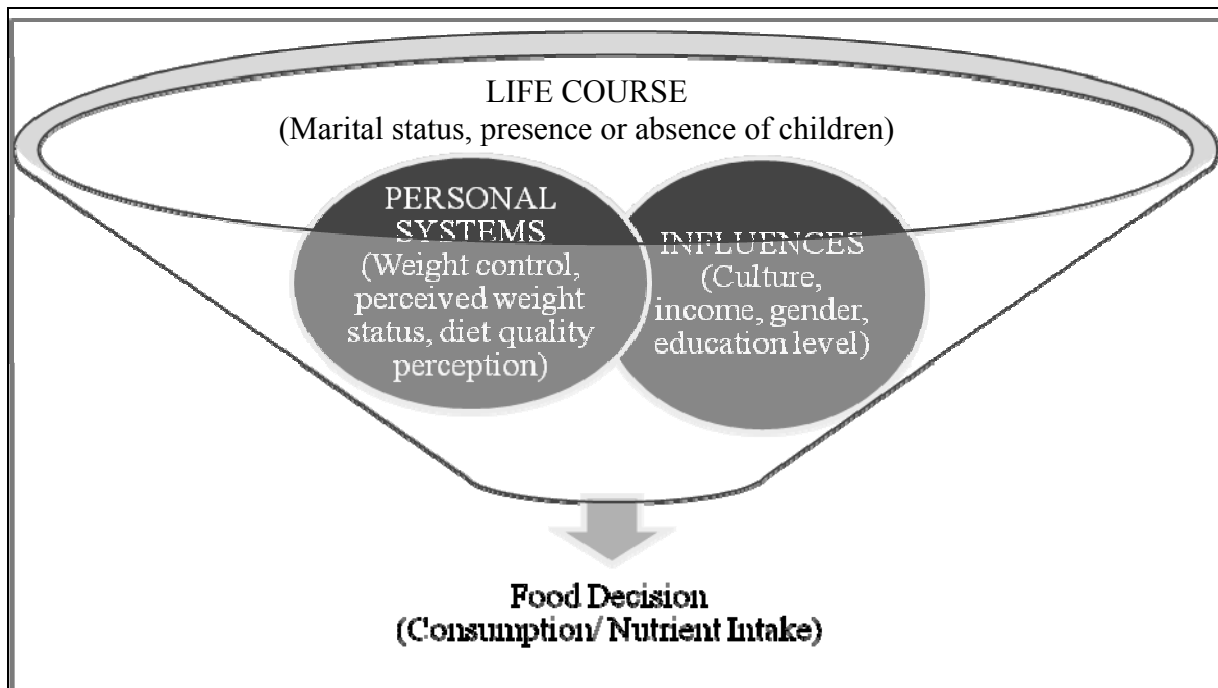 LIFE COURSE
(Marital status, presence or absence of children)
PERSONAL
SYSTEMS
(Weight control,
perceived weight
status, diet quality
perception)
INFLUENCES
(Culture,
income, gender,
education level)
Food Decision
(Consumption/ Nutrient Intake)